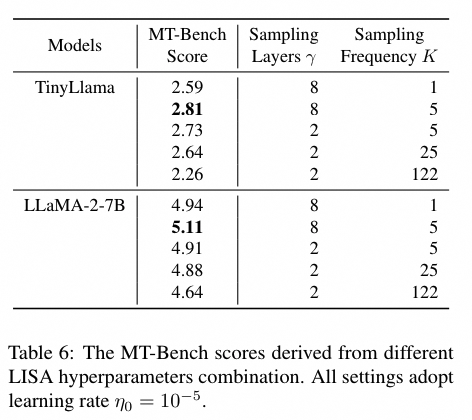 Models MT-Bench Score Sampling Layers γ Sampling Frequency K
TinyLlama 2.59 8 1
2.81 8 5
2.73 2 5
2.64 2 25
2.26 2 122
LLaMA-2-7B 4.94 8 1
5.11 8 5
4.91 2 5
4.88 2 25
4.64 2 122
Table 6: The MT-Bench scores derived from different
LISA hyperparameters combination. All settings adopt
learning rate η₀ = 10⁻⁵.